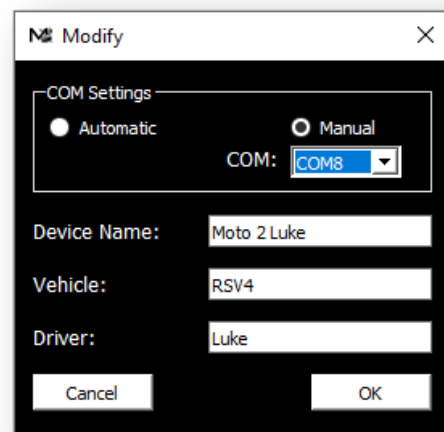 Modify
COM Settings
Automatic
Manual
COM: COM8
Device Name: Moto 2 Luke
Vehicle: RSV4
Driver: Luke
Cancel OK